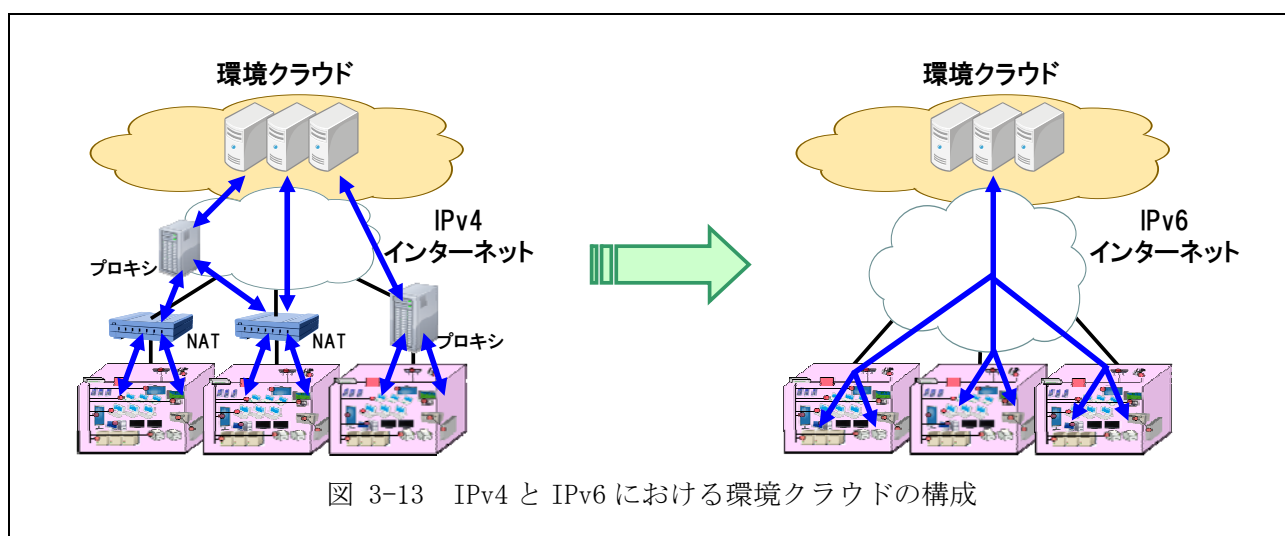 環境クラウド
IPv4
インターネット
プロキシ
NAT
NAT
プロキシ
環境クラウド
IPv6
インターネット
図 3-13 IPv4 と IPv6 における環境クラウドの構成